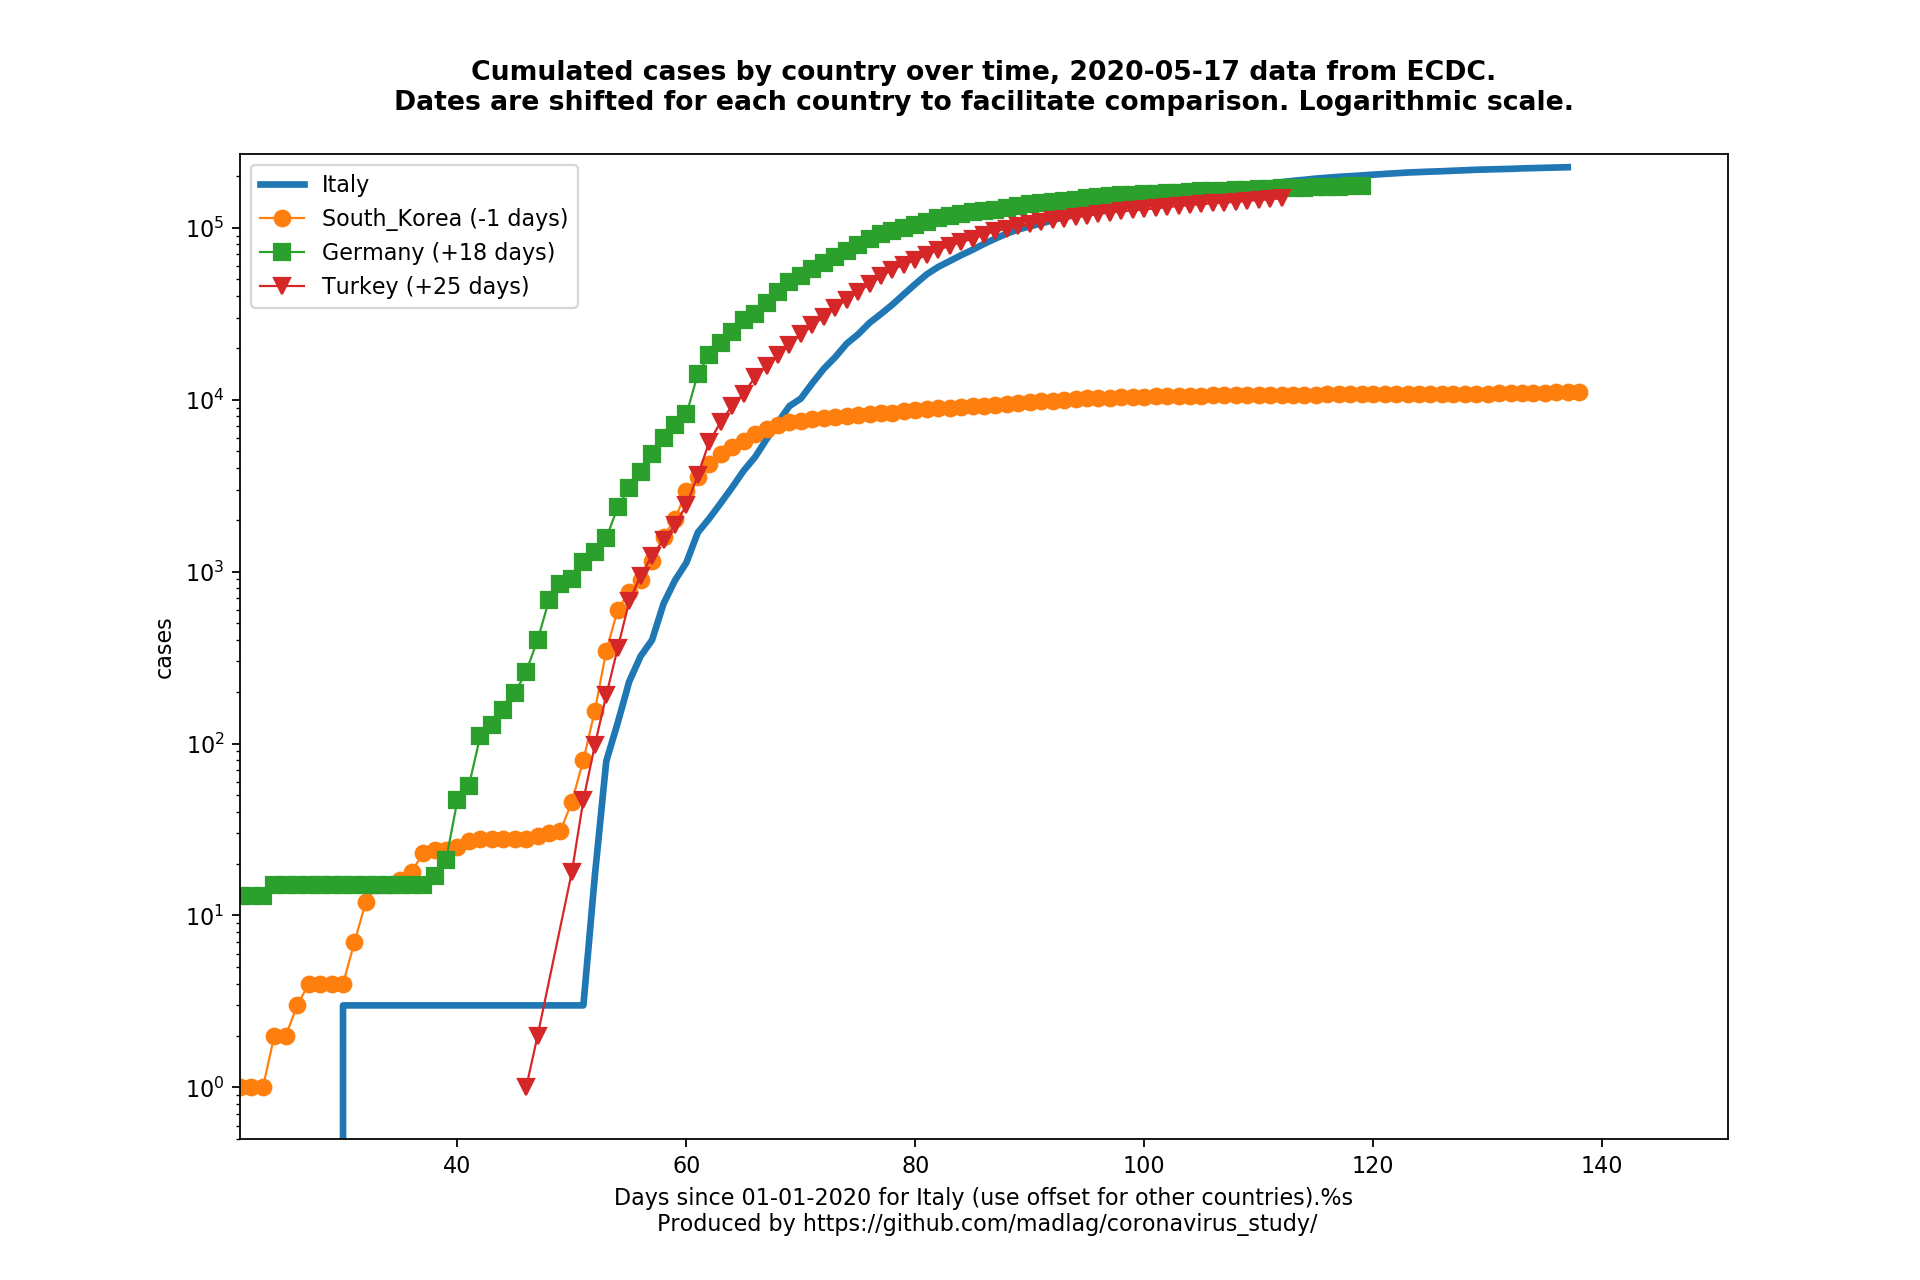 Cumulated cases by country over time, 2020-05-17 data from ECDC.
Dates are shifted for each country to facilitate comparison. Logarithmic scale.
Italy
South_Korea (-1 days)
Germany (+18 days)
Turkey (+25 days)
10^5
10^4
10^3
10^2
10^1
10^0
cases
40 60 80 100 120 140
Days since 01-01-2020 for Italy (use offset for other countries).%s
Produced by https://github.com/madlag/coronavirus_study/